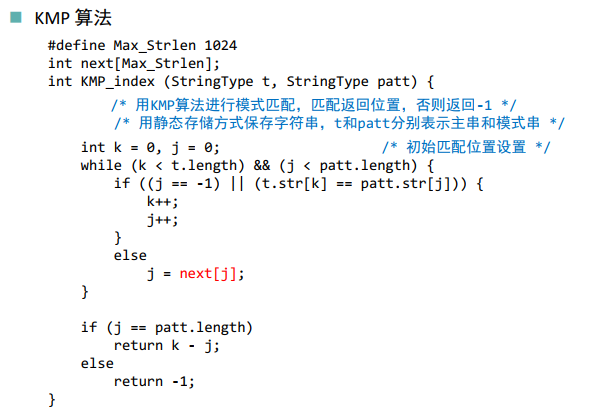 KMP 算法
#define Max_Strlen 1024
int next[Max_Strlen];
int KMP_index (StringType t, StringType patt) {
/* 用KMP算法进行模式匹配，匹配返回位置，否则返回-1 */
/* 用静态存储方式保存字符串，t和patt分别表示主串和模式串 */
int k = 0, j = 0; /* 初始匹配位置设置 */
while (k < t.length) && (j < patt.length) {
if ((j == -1) || (t.str[k] == patt.str[j])) {
k++;
j++;
}
else
j = next[j];
}
if (j == patt.length)
return k - j;
else
return -1;
}